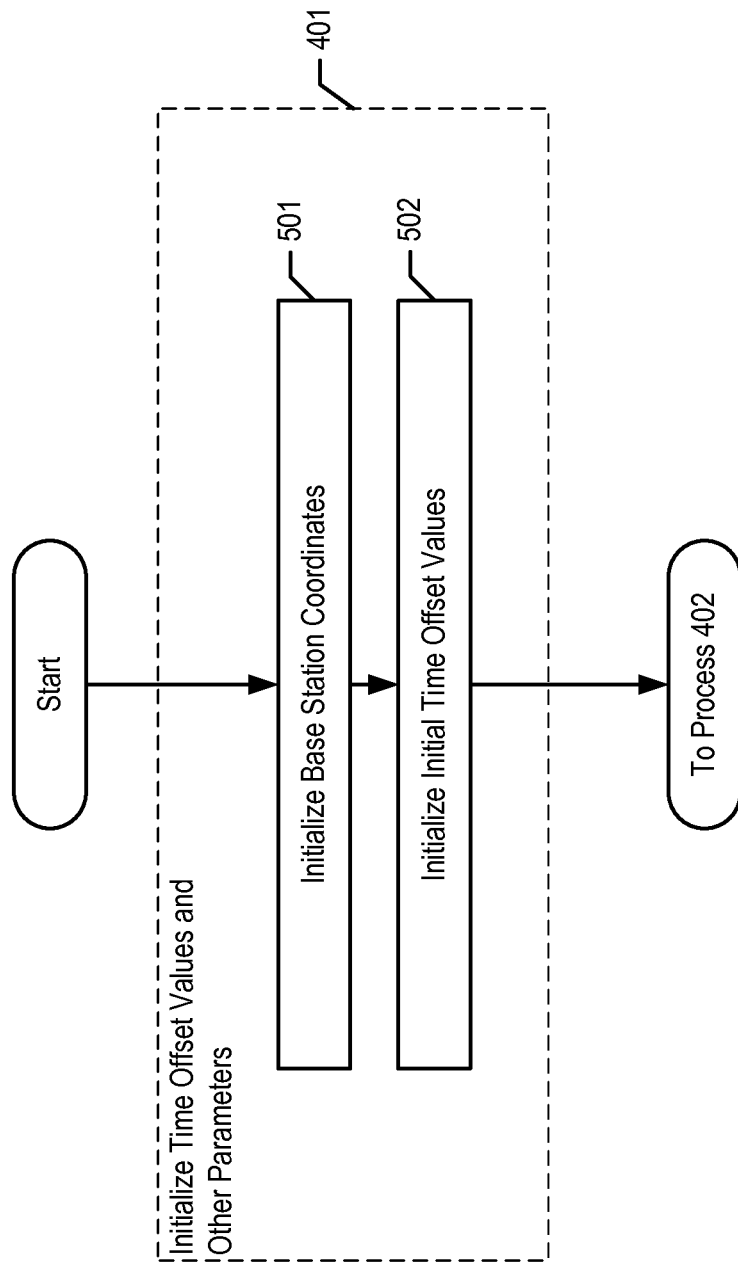 Start
Initialize Time Offset Values and
Other Parameters
401
Initialize Base Station Coordinates
501
Initialize Initial Time Offset Values
502
To Process 402